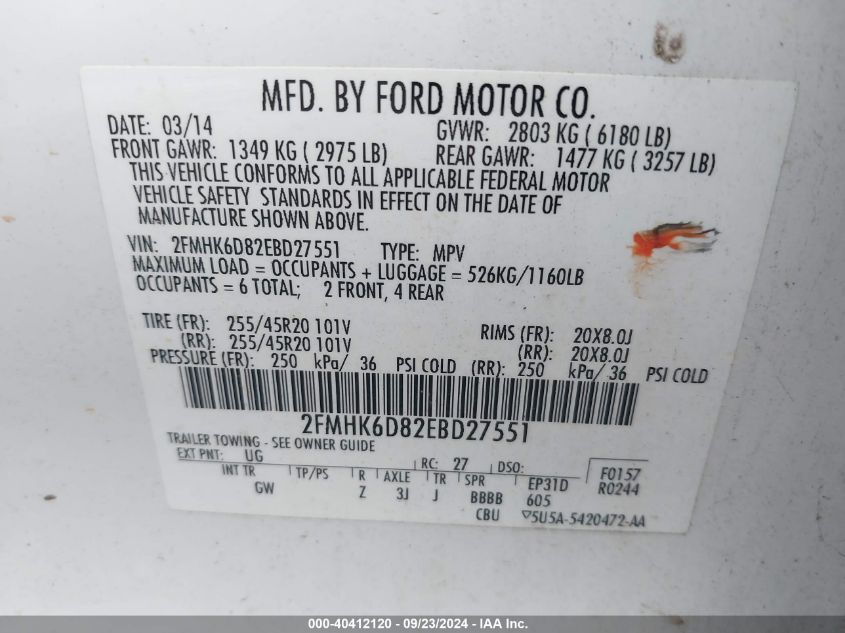 MFD. BY FORD MOTOR CO.
DATE: 03/14 GVWR: 2803 KG ( 6180 LB)
FRONT GAWR: 1349 KG ( 2975 LB) REAR GAWR: 1477 KG ( 3257 LB)
THIS VEHICLE CONFORMS TO ALL APPLICABLE FEDERAL MOTOR
VEHICLE SAFETY STANDARDS IN EFFECT ON THE DATE OF
MANUFACTURE SHOWN ABOVE.
VIN: 2FMHK6D82EBD27551 TYPE: MPV
MAXIMUM LOAD = OCCUPANTS + LUGGAGE = 526KG/1160LB
OCCUPANTS = 6 TOTAL; 2 FRONT, 4 REAR
TIRE (FR): 255/45R20 101V RIMS (FR): 20X8.0J
(RR): 255/45R20 101V (RR): 20X8.0J
PRESSURE (FR): 250 kPa/ 36 PSI COLD (RR): 250 kPa/ 36 PSI COLD
2FMHK6D82EBD27551
TRAILER TOWING - SEE OWNER GUIDE
EXT PNT: UG RC: 27 DSO: F0157
INT TR TP/PS R AXLE TR SPR EP31D R0244
GW Z 3J J BBBB 605
CBU ▽5U5A-5420472-AA
000-40412120 - 09/23/2024 - IAA Inc.